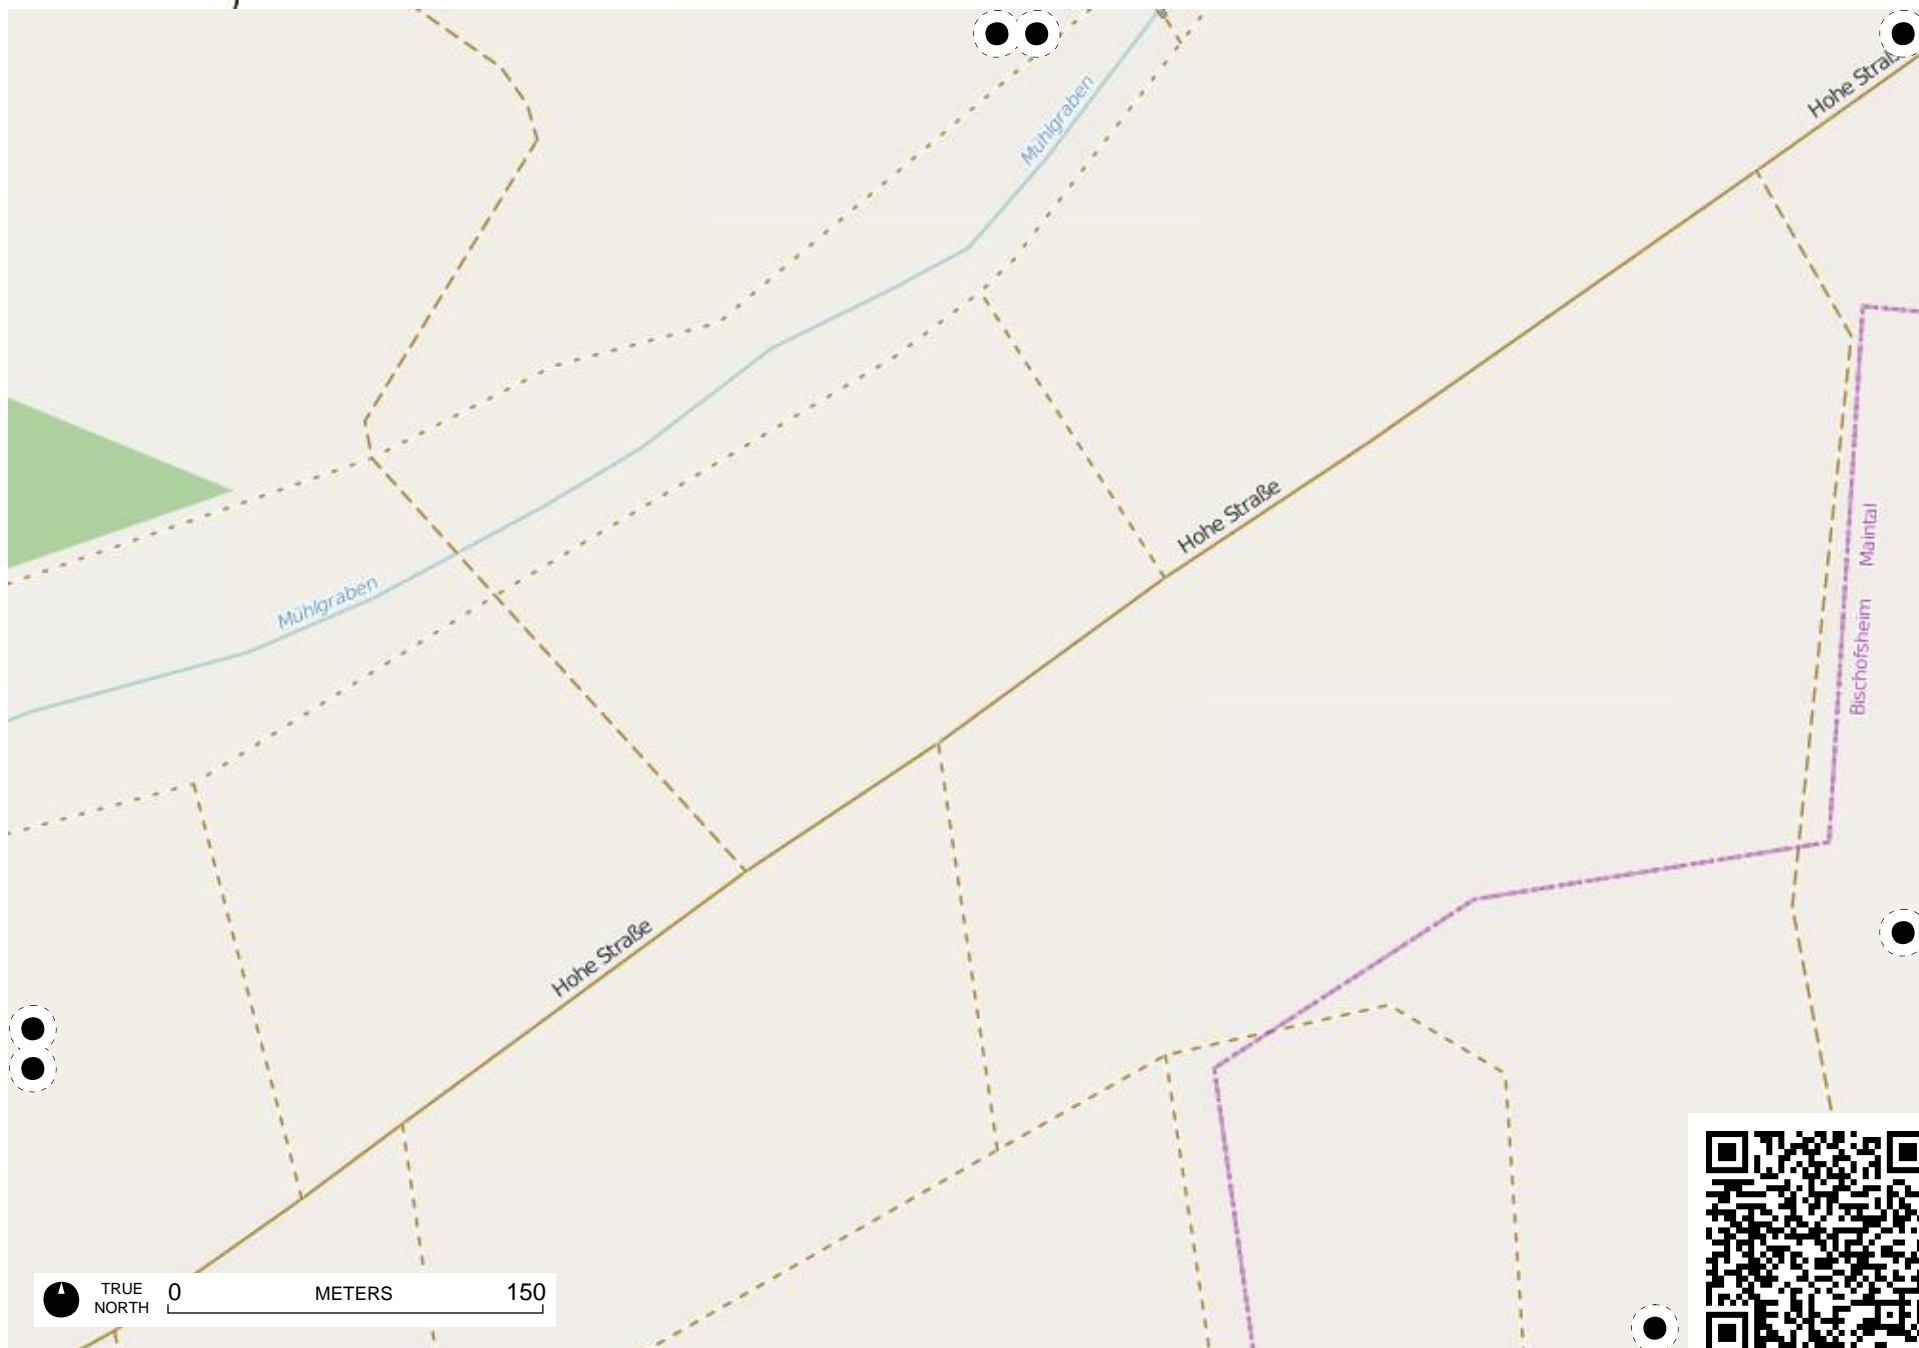 Mühlgraben
Hohe Straße
Hohe Straße
Maintal
Bischofsheim
Mühlgraben
Hohe Straße
TRUE
NORTH
0 METERS 150